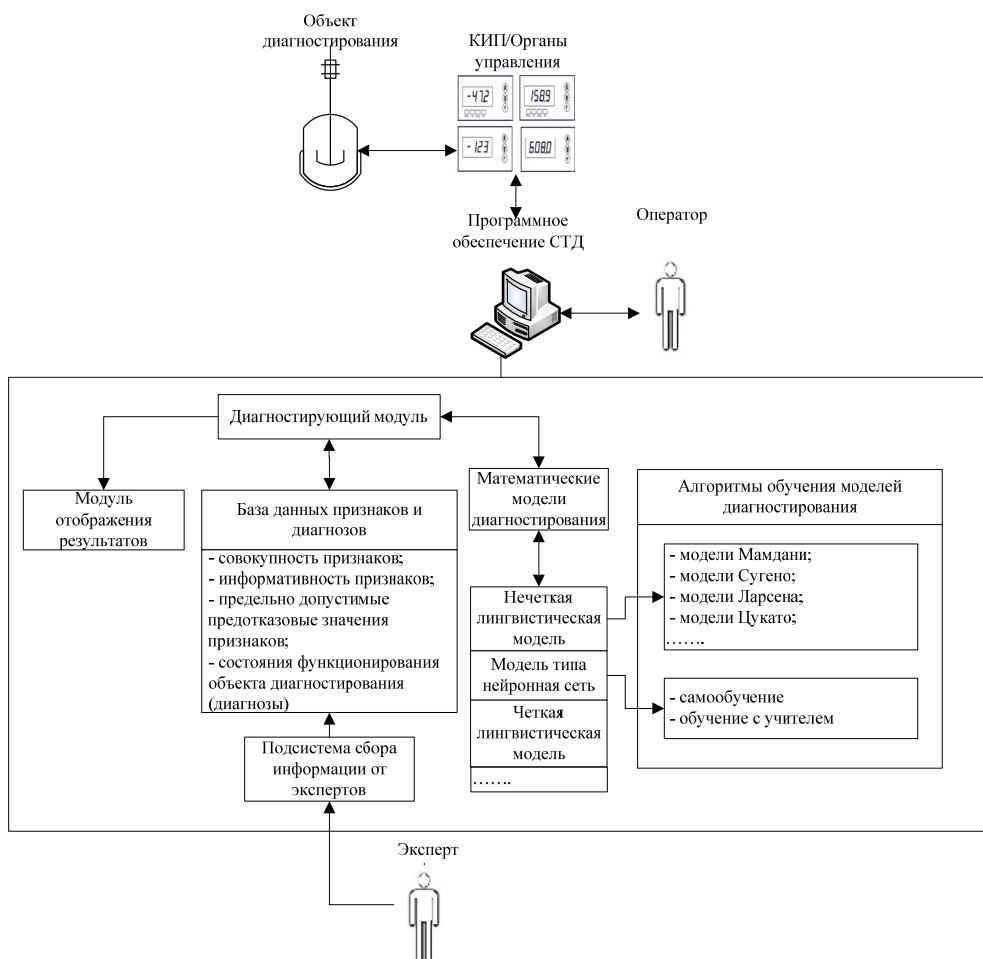 Объект
диагностирования
КИП/Органы
управления
-47,2
158,9
-123
608,0
Программное
обеспечение СТД
Оператор
Диагностирующий модуль
Модуль
отображения
результатов
База данных признаков и
диагнозов
- совокупность признаков;
- информативность признаков;
- предельно допустимые
предотказовые значения
признаков;
- состояния функционирования
объекта диагностирования
(диагнозы)
Подсистема сбора
информации от
экспертов
Математические
модели
диагностирования
Нечеткая
лингвистическая
модель
Модель типа
нейронная сеть
Четкая
лингвистическая
модель
…….
Алгоритмы обучения моделей
диагностирования
- модели Мамдани;
- модели Сугено;
- модели Ларсена;
- модели Цукато;
…….
- самообучение
- обучение с учителем
Эксперт